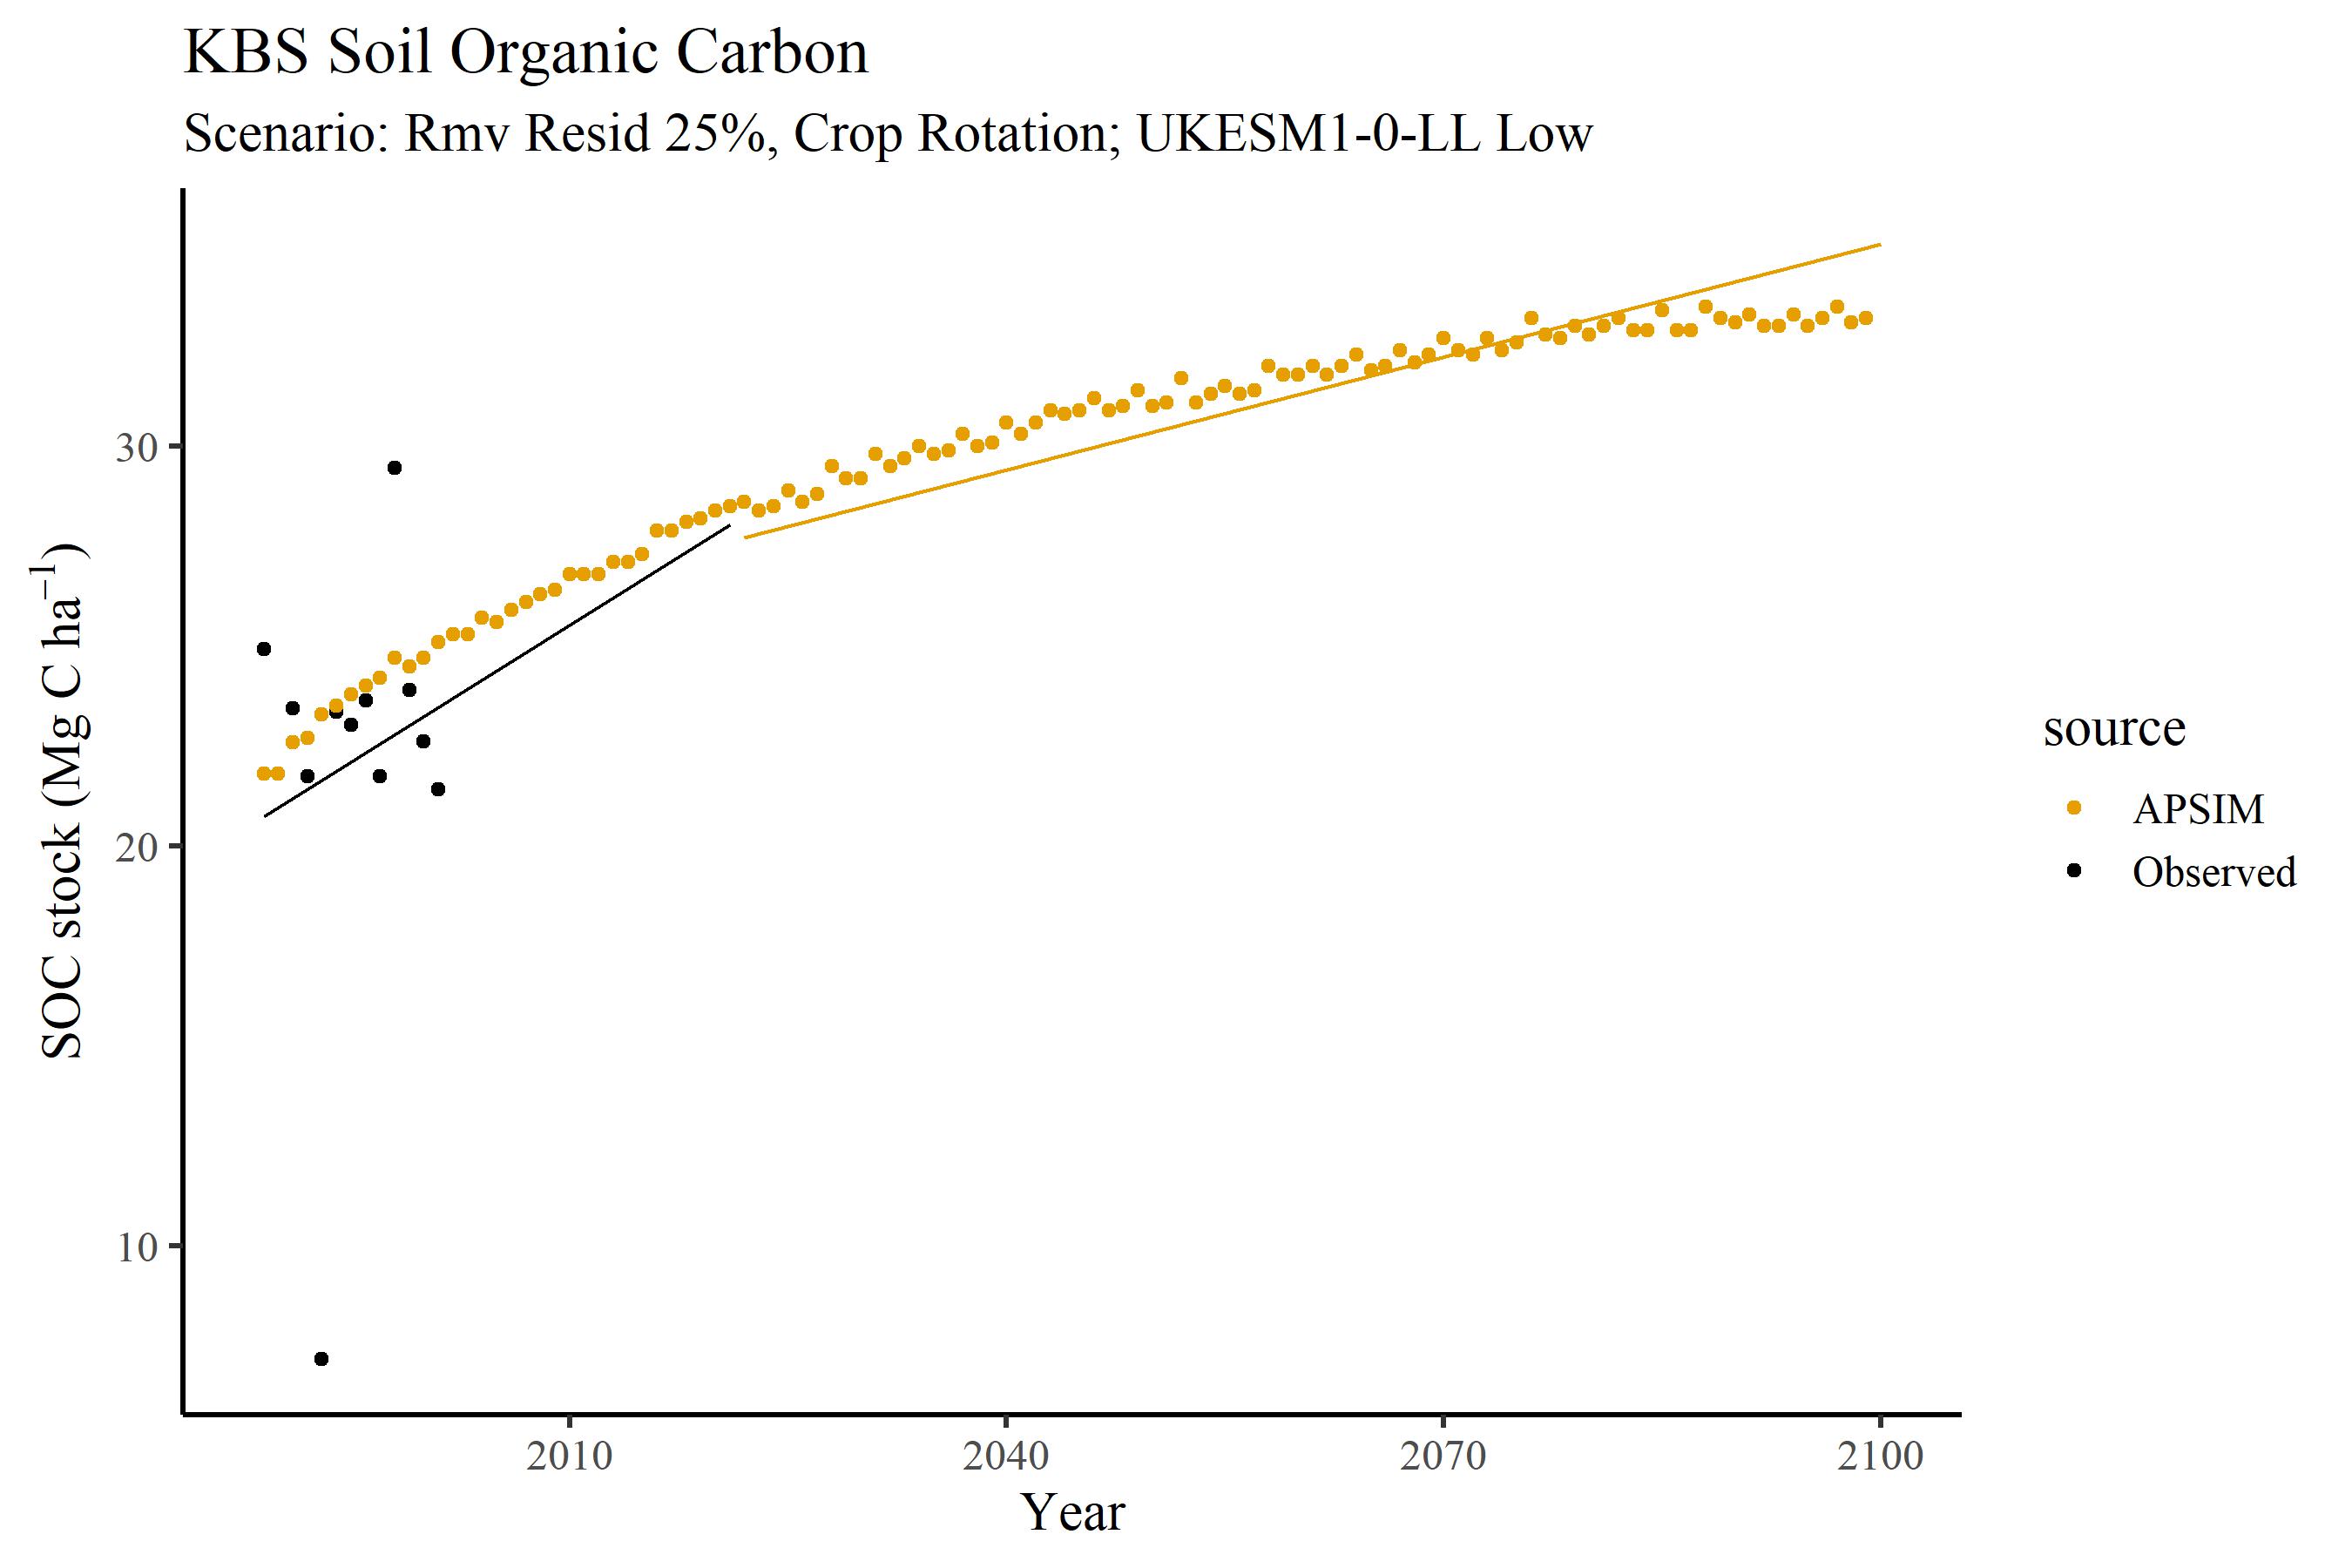 KBS Soil Organic Carbon
Scenario: Rmv Resid 25%, Crop Rotation; UKESM1-0-LL Low
SOC stock (Mg C ha⁻¹)
30
20
10
2010 2040 2070 2100
Year
source
APSIM
Observed